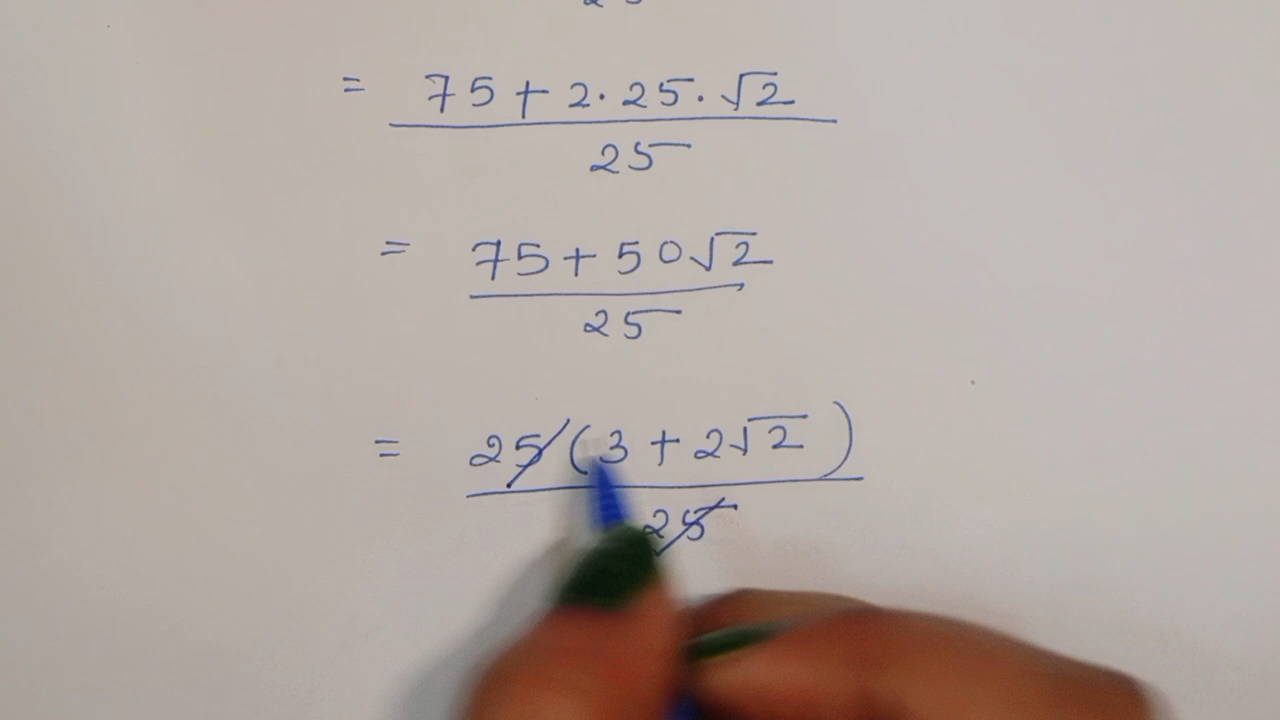 = 75 + 2 · 25 · √2
25
= 75 + 50√2
25
= 25 (3 + 2√2)
25